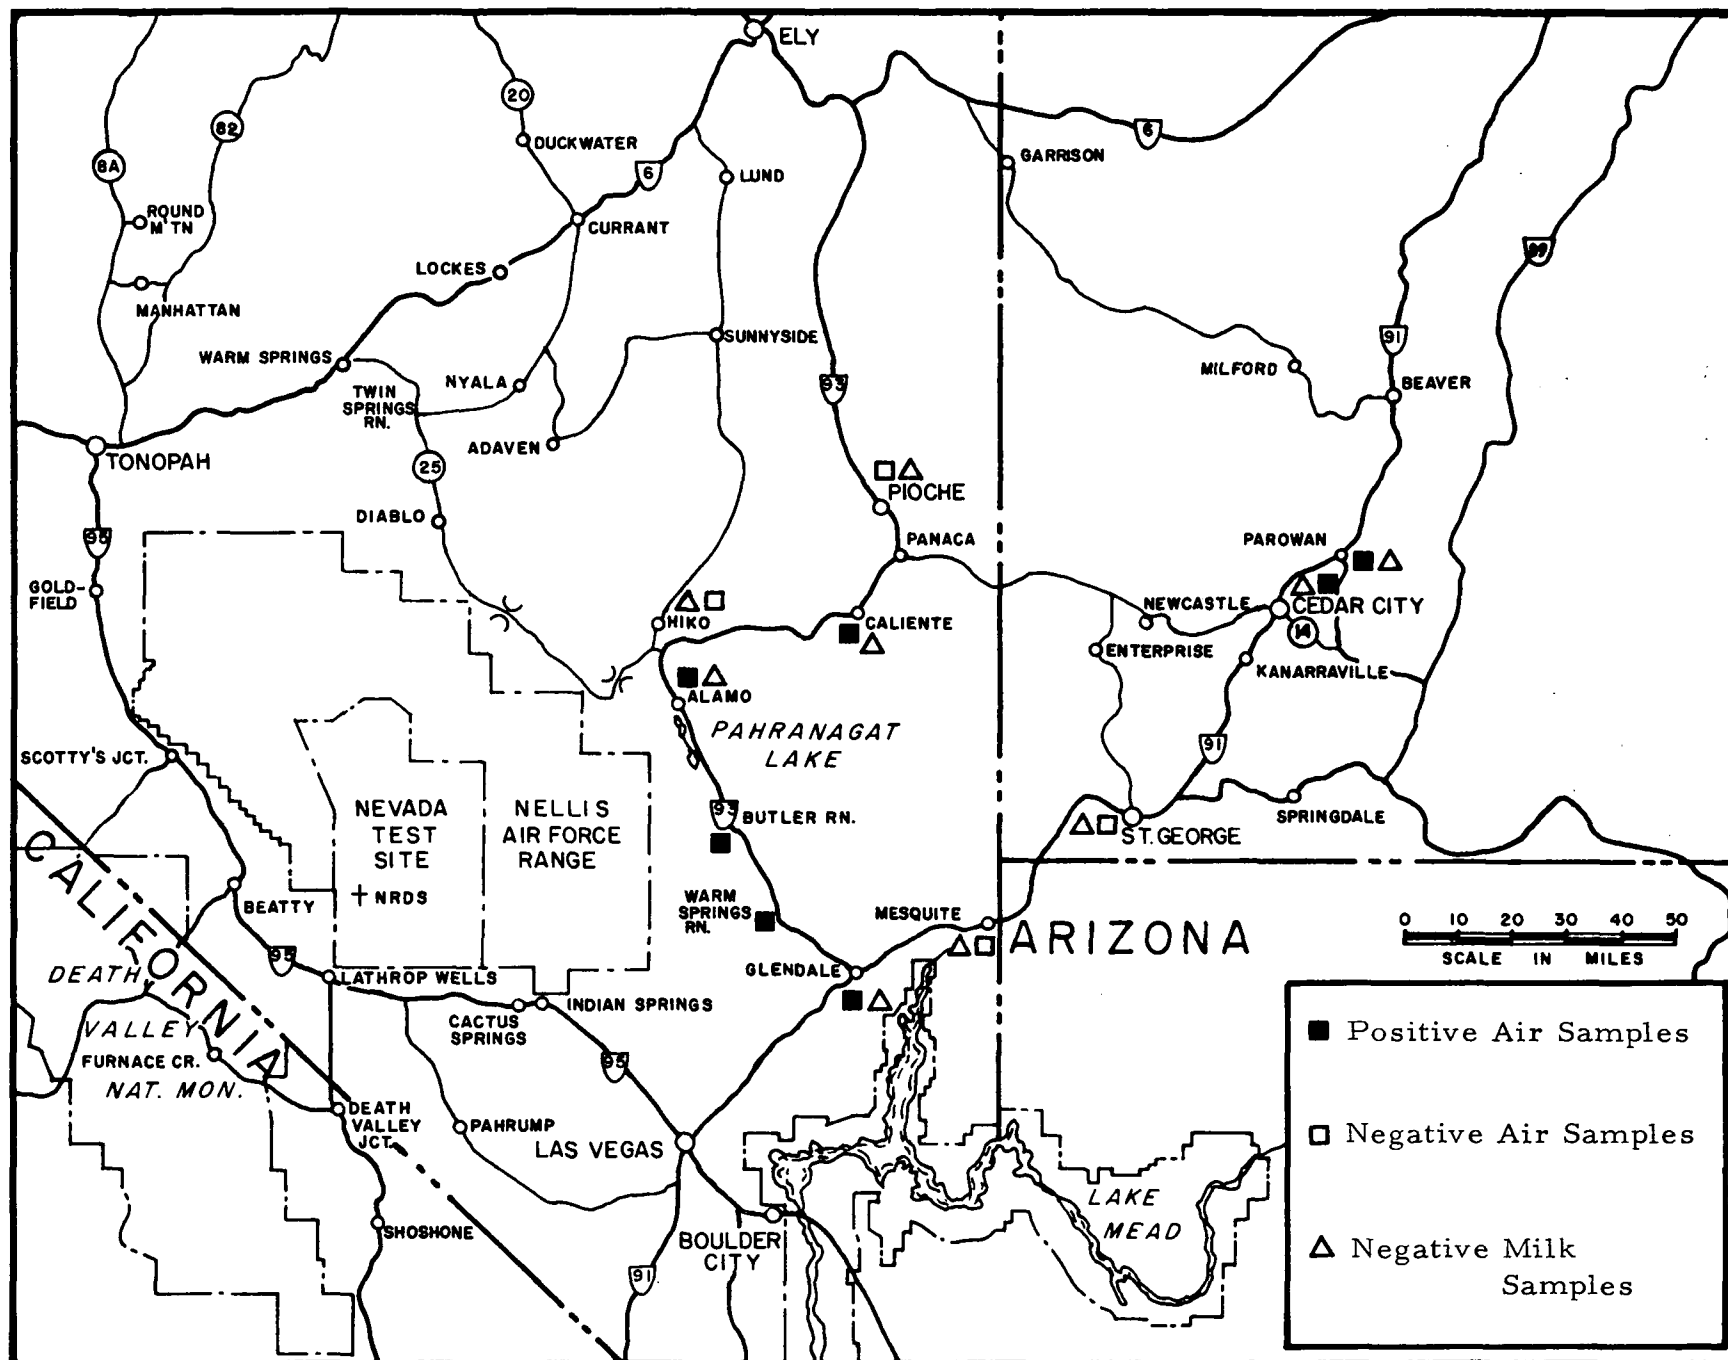 ELY
20
82
DUCKWATER
6
GARRISON
8A
6
LUND
ROUND
M'TN
CURRANT
89
LOCKES
MANHATTAN
SUNNYSIDE
91
WARM SPRINGS
MILFORD
BEAVER
NYALA
93
TWIN
SPRINGS
RN.
ADAVEN
TONOPAH
25
PIOCHE
DIABLO
95
PANACA
PAROWAN
GOLD-
FIELD
NEWCASTLE
CEDAR CITY
HIKO
CALIENTE
14
ENTERPRISE
KANARRAVILLE
ALAMO
PAHRANAGAT
LAKE
SCOTTY'S JCT.
91
NEVADA
TEST
SITE
NELLIS
AIR FORCE
RANGE
93
BUTLER RN.
SPRINGDALE
ST. GEORGE
CALIFORNIA
NRDS
BEATTY
WARM
SPRINGS
RN.
MESQUITE
ARIZONA
0 10 20 30 40 50
SCALE IN MILES
95
DEATH
VALLEY
NAT. MON.
LATHROP WELLS
GLENDALE
CACTUS
SPRINGS
INDIAN SPRINGS
FURNACE CR.
95
DEATH
VALLEY
JCT.
PAHRUMP
LAS VEGAS
LAKE
MEAD
SHOSHONE
BOULDER
CITY
91
Positive Air Samples
Negative Air Samples
Negative Milk
Samples